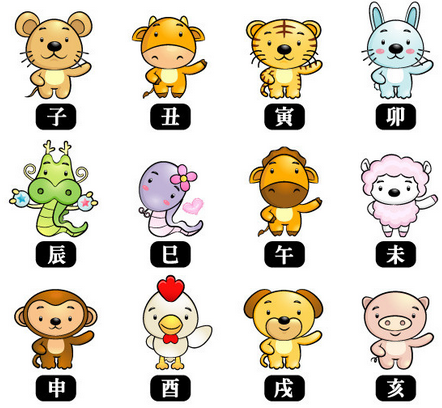 子 丑 寅 卯
辰 巳 午 未
申 酉 戌 亥